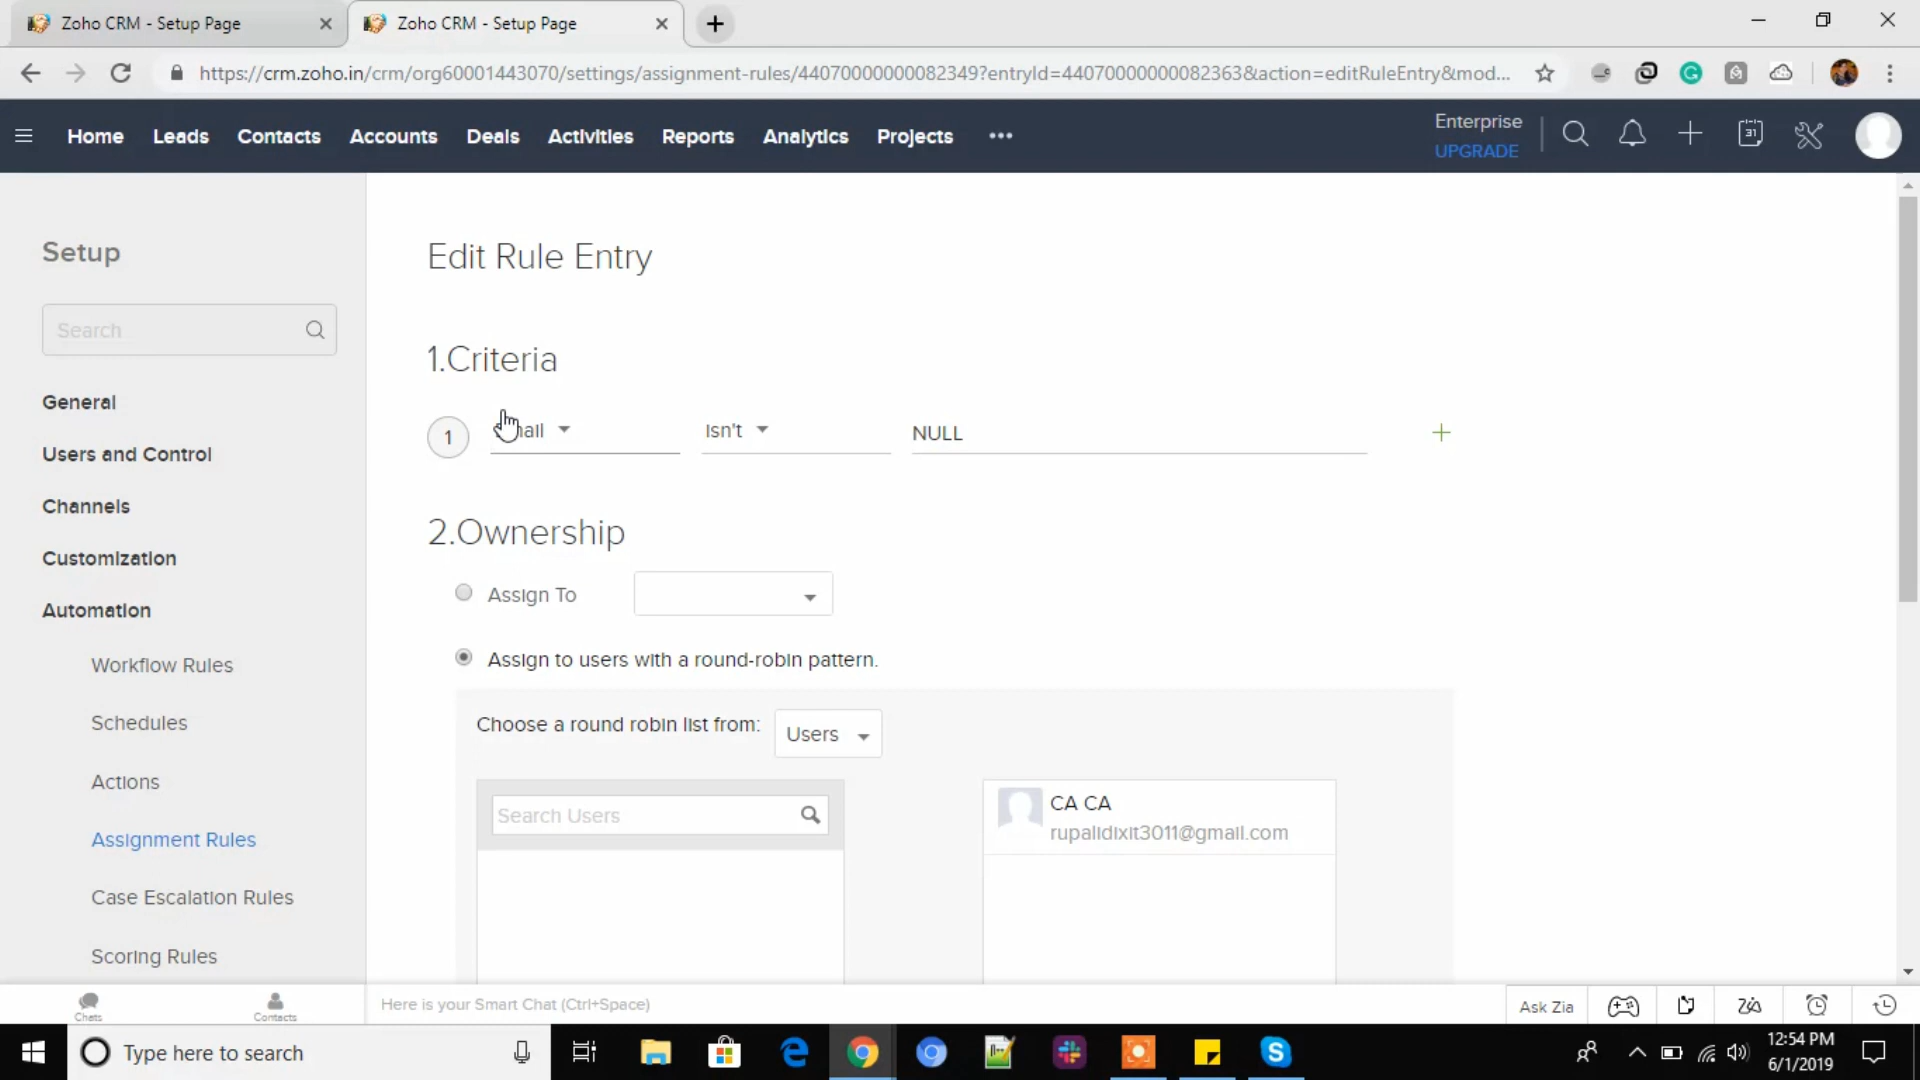 Zoho CRM - Setup Page
Zoho CRM - Setup Page
https://crm.zoho.in/crm/org60001443070/settings/assignment-rules/44070000000082349?entryId=44070000000082363&action=editRuleEntry&mod...
Home Leads Contacts Accounts Deals Activities Reports Analytics Projects
Enterprise
UPGRADE
31
Setup
Search
General
Users and Control
Channels
Customization
Automation
Workflow Rules
Schedules
Actions
Assignment Rules
Case Escalation Rules
Scoring Rules
Edit Rule Entry
1.Criteria
1 Isn't NULL
2.Ownership
Assign To
Assign to users with a round-robin pattern.
Choose a round robin list from: Users
Search Users
CA CA
rupalidixit3011@gmail.com
Chats
Contacts
Here is your Smart Chat (Ctrl+Space)
Ask Zia
Type here to search
12:54 PM
6/1/2019